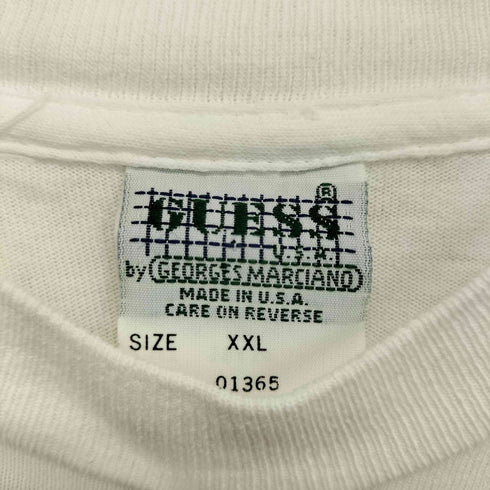 GUESS ®
U.S.A.
by GEORGES MARCIANO
MADE IN U.S.A.
CARE ON REVERSE
SIZE XXL
01365